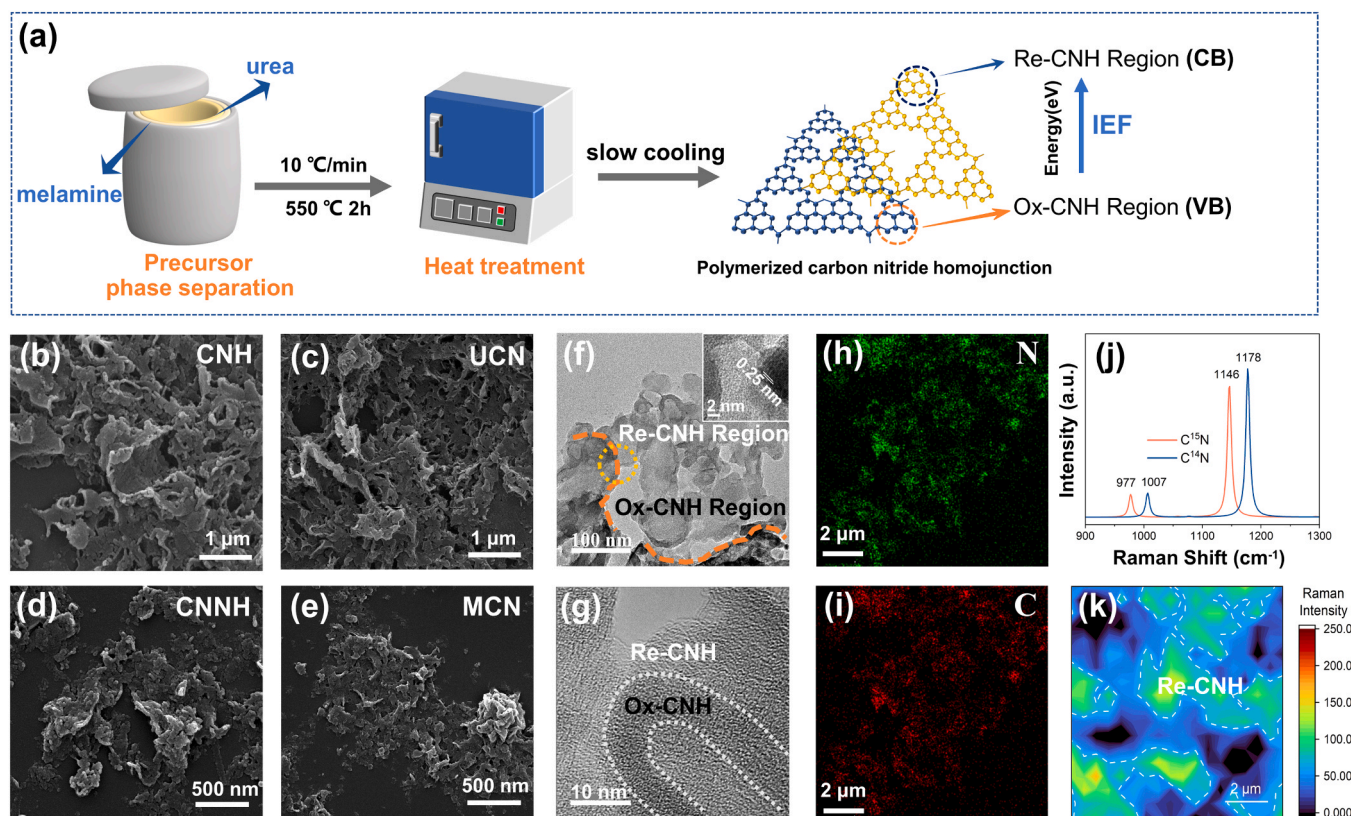 (a)
urea
melamine
Precursor
phase separation
10 ℃/min
550 ℃ 2h
Heat treatment
slow cooling
Polymerized carbon nitride homojunction
Re-CNH Region (CB)
Energy(eV)
IEF
Ox-CNH Region (VB)
(b)
CNH
1 μm
(c)
UCN
1 μm
(d)
CNNH
500 nm
(e)
MCN
500 nm
(f)
0.25 nm
2 nm
Re-CNH Region
Ox-CNH Region
100 nm
(g)
Re-CNH
Ox-CNH
10 nm
(h)
N
2 μm
(i)
C
2 μm
(j)
1178
1146
C¹⁵N
C¹⁴N
977
1007
Intensity (a.u.)
900 1000 1100 1200 1300
Raman Shift (cm⁻¹)
(k)
Re-CNH
2 μm
Raman
Intensity
250.0
200.0
150.0
100.0
50.00
0.000